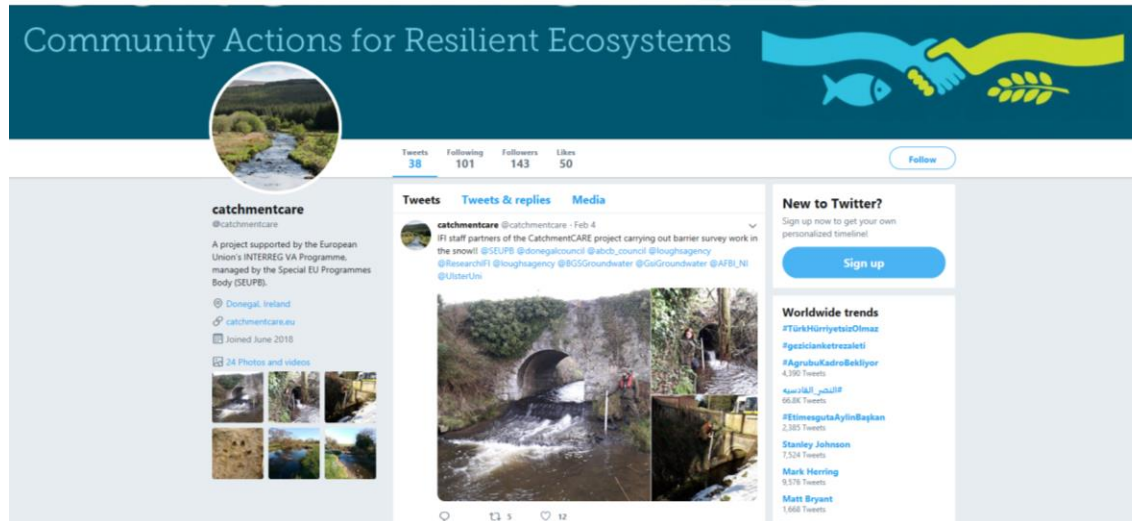 Community Actions for Resilient Ecosystems
Tweets Following Followers Likes
38 101 143 50
Follow
catchmentcare
@catchmentcare
A project supported by the European
Union's INTERREG VA Programme,
managed by the Special EU Programmes
Body (SEUPB).
Donegal, Ireland
catchmentcare.eu
Joined June 2018
24 Photos and videos
Tweets Tweets & replies Media
catchmentcare @catchmentcare · Feb 4
IFI staff partners of the CatchmentCARE project carrying out barrier survey work in
the snow!! @SEUPB @donegalcouncil @abcb_council @loughsagency
@ResearchIFI @loughsagency @BGSGroundwater @GsiGroundwater @AFBI_NI
@UlsterUni
5 12
New to Twitter?
Sign up now to get your own
personalized timeline!
Sign up
Worldwide trends
#TürkHürriyetsizOlmaz
#gezicianketrezaleti
#AgrubuKadroBekliyor
4,390 Tweets
#النصر_القادسيه
66.8K Tweets
#EtimesgutaAylinBaşkan
2,385 Tweets
Stanley Johnson
7,524 Tweets
Mark Herring
9,576 Tweets
Matt Bryant
1,668 Tweets